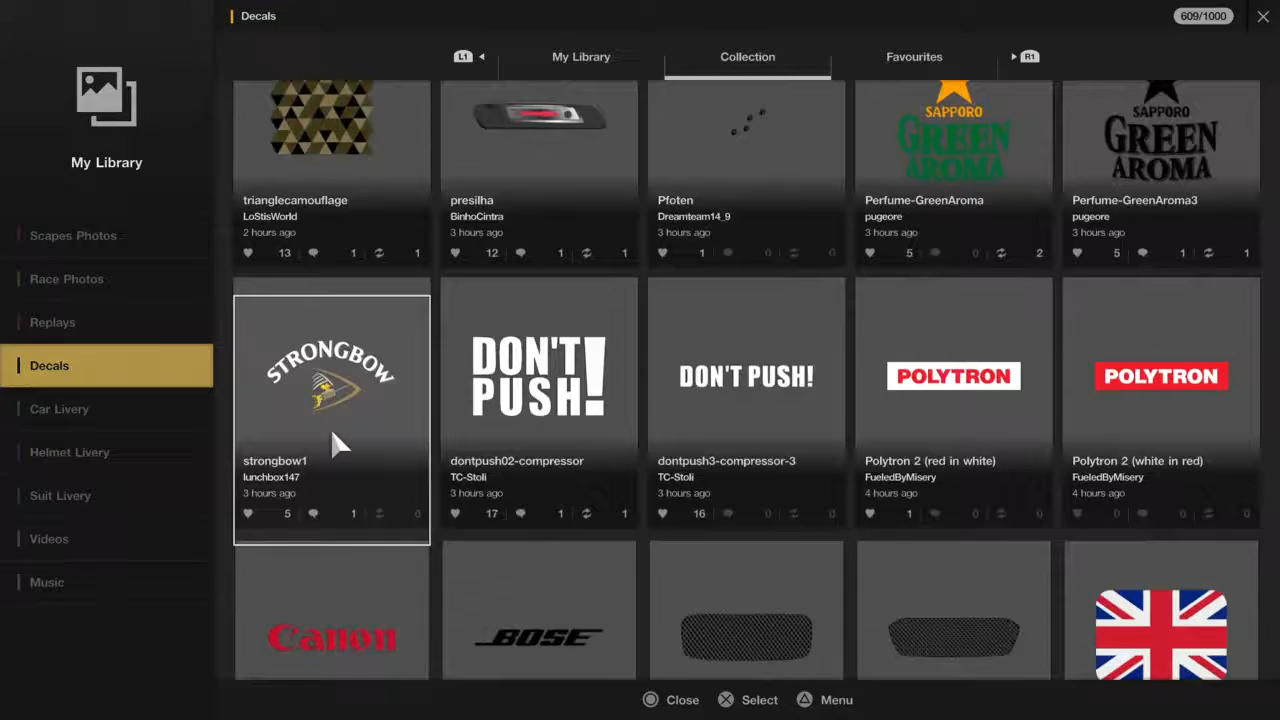 Decals
609/1000
L1
My Library
Collection
Favourites
R1
My Library
Scapes Photos
Race Photos
Replays
Decals
Car Livery
Helmet Livery
Suit Livery
Videos
Music
trianglecamouflage
LoStisWorld
2 hours ago
13 1 1
presilha
BinhoCintra
3 hours ago
12 1 1
Pfoten
Dreamteam14_9
3 hours ago
1 0 0
SAPPORO
GREEN
AROMA
Perfume-GreenAroma
pugeore
3 hours ago
5 0 2
SAPPORO
GREEN
AROMA
Perfume-GreenAroma3
pugeore
3 hours ago
5 1 1
STRONGBOW
strongbow1
lunchbox147
3 hours ago
5 1 0
DON'T
PUSH!
dontpush02-compressor
TC-Stoli
3 hours ago
17 1 1
DON'T PUSH!
dontpush3-compressor-3
TC-Stoli
3 hours ago
16 0 0
POLYTRON
Polytron 2 (red in white)
FueledByMisery
4 hours ago
1 0 0
POLYTRON
Polytron 2 (white in red)
FueledByMisery
4 hours ago
0 0 0
Canon
BOSE
Close
Select
Menu